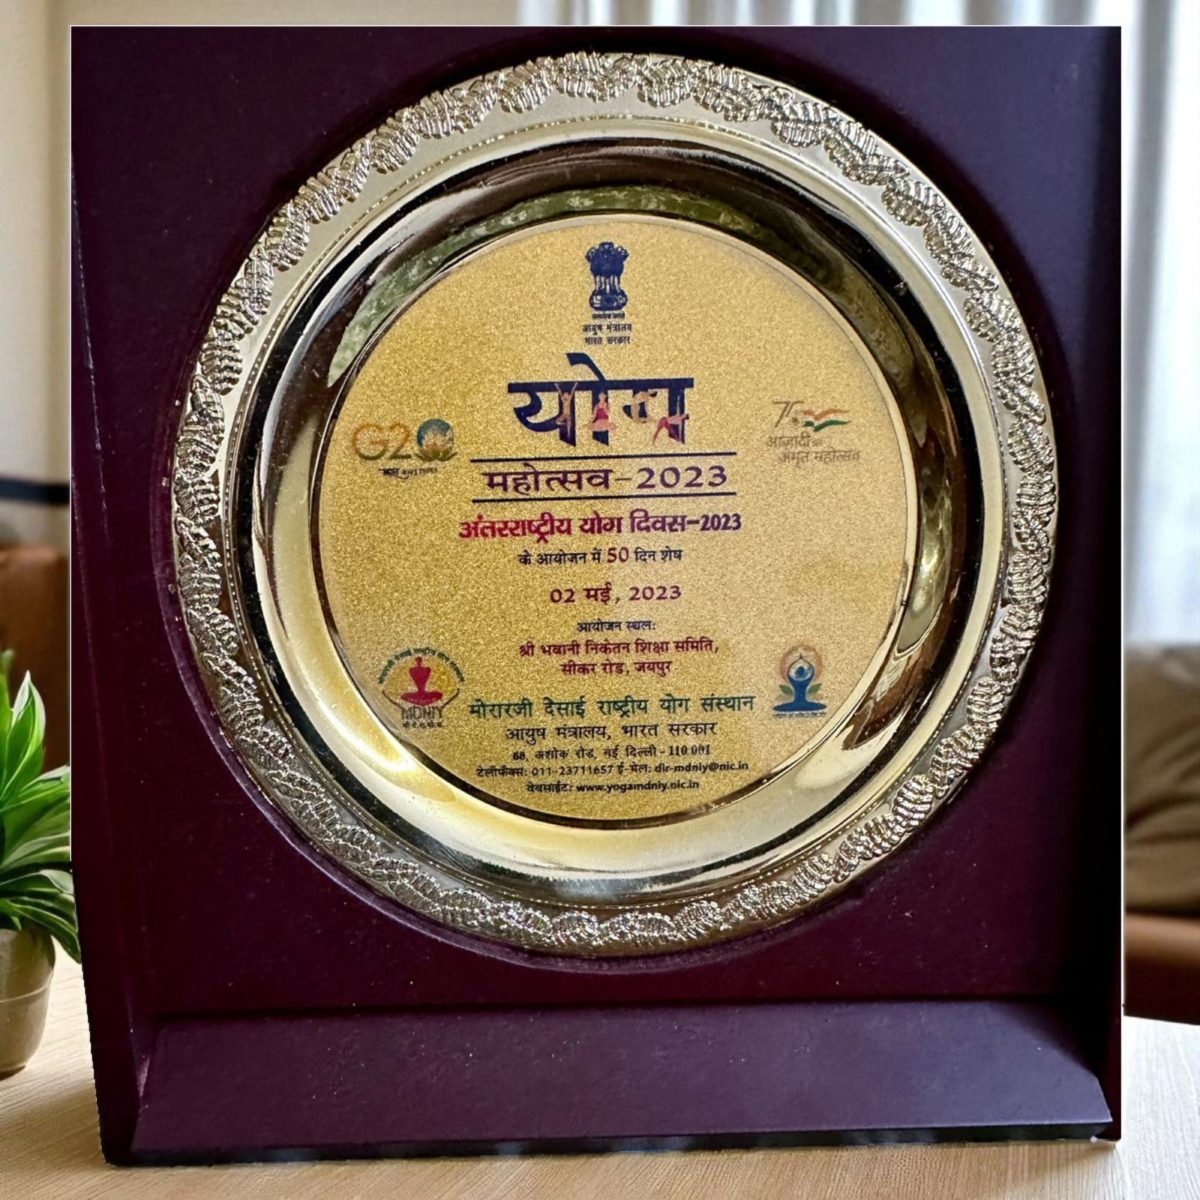 आयुष मंत्रालय
भारत सरकार
योग
G20
75
आज़ादी का
अमृत महोत्सव
महोत्सव-2023
अंतरराष्ट्रीय योग दिवस-2023
के आयोजन में 50 दिन शेष
02 मई, 2023
आयोजन स्थल:
श्री भवानी निकेतन शिक्षा समिति,
सीकर रोड, जयपुर
MDNIY
मोरारजी देसाई राष्ट्रीय योग संस्थान
आयुष मंत्रालय, भारत सरकार
68, अशोक रोड, नई दिल्ली - 110 001
टेलीफैक्स: 011-23711657 ई-मेल: dir-mdniy@nic.in
वेबसाईट: www.yogamdniy.nic.in